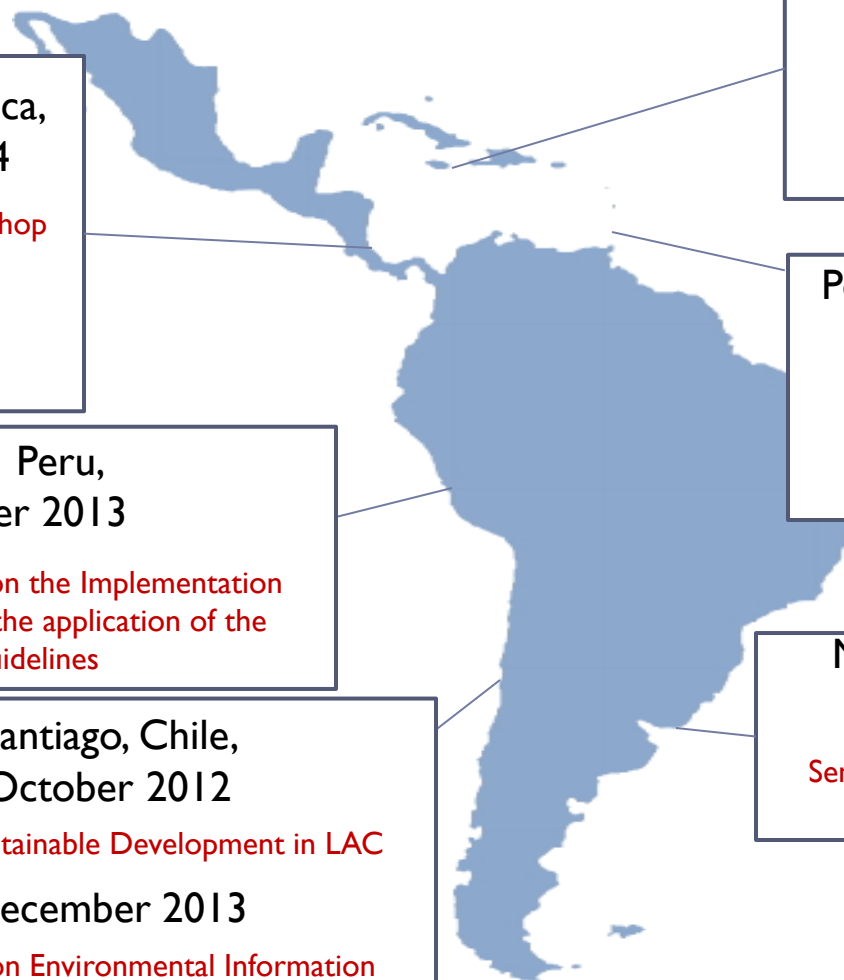 ca,
4
hop
Peru,
er 2013
on the Implementation
the application of the
uidelines
antiago, Chile,
October 2012
tainable Development in LAC
ecember 2013
on Environmental Information
P
Ser